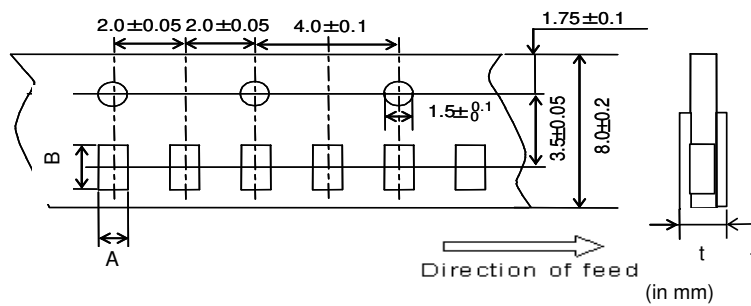 2.0±0.05 2.0±0.05 4.0±0.1 1.75±0.1
1.5±0.1 0
3.5±0.05
8.0±0.2
B
A
t
Direction of feed
(in mm)